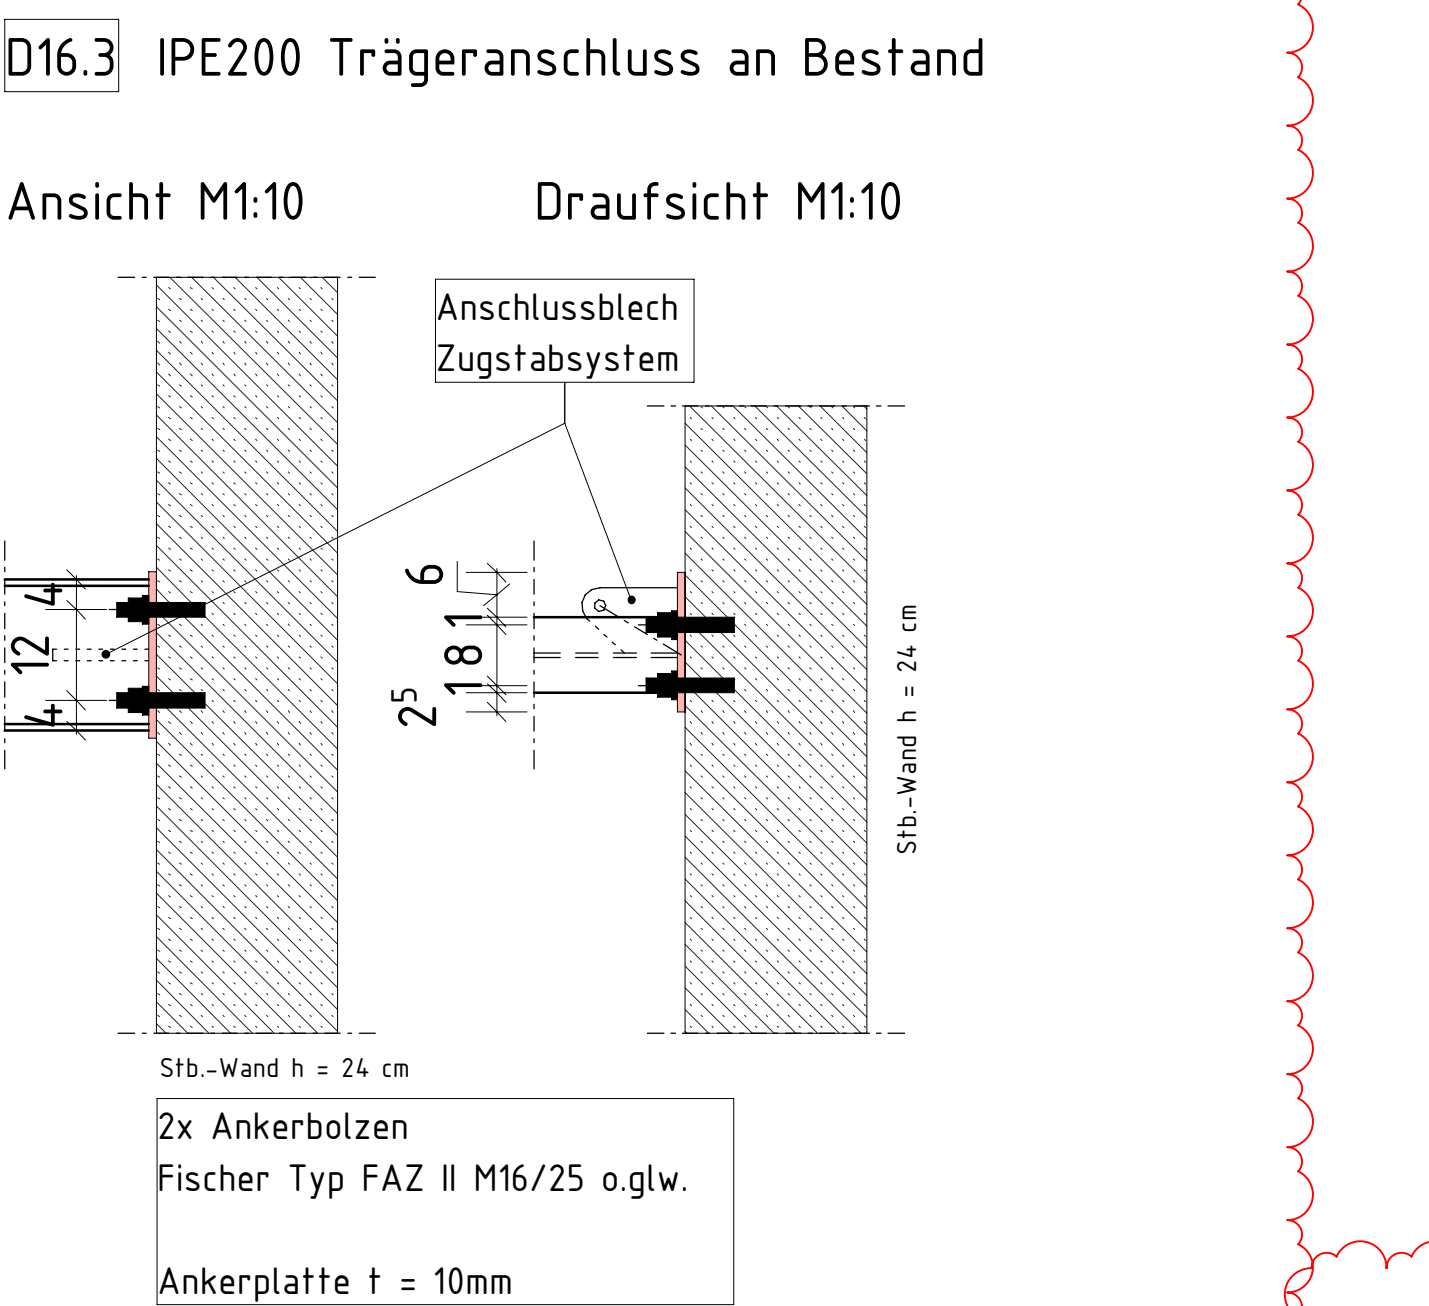 D16.3 IPE200 Trägeranschluss an Bestand
Ansicht M1:10
Draufsicht M1:10
Anschlussblech
Zugstabsystem
4
12
4
6
1
8
1
2⁵
Stb.-Wand h = 24 cm
Stb.-Wand h = 24 cm
2x Ankerbolzen
Fischer Typ FAZ II M16/25 o.glw.
Ankerplatte t = 10mm